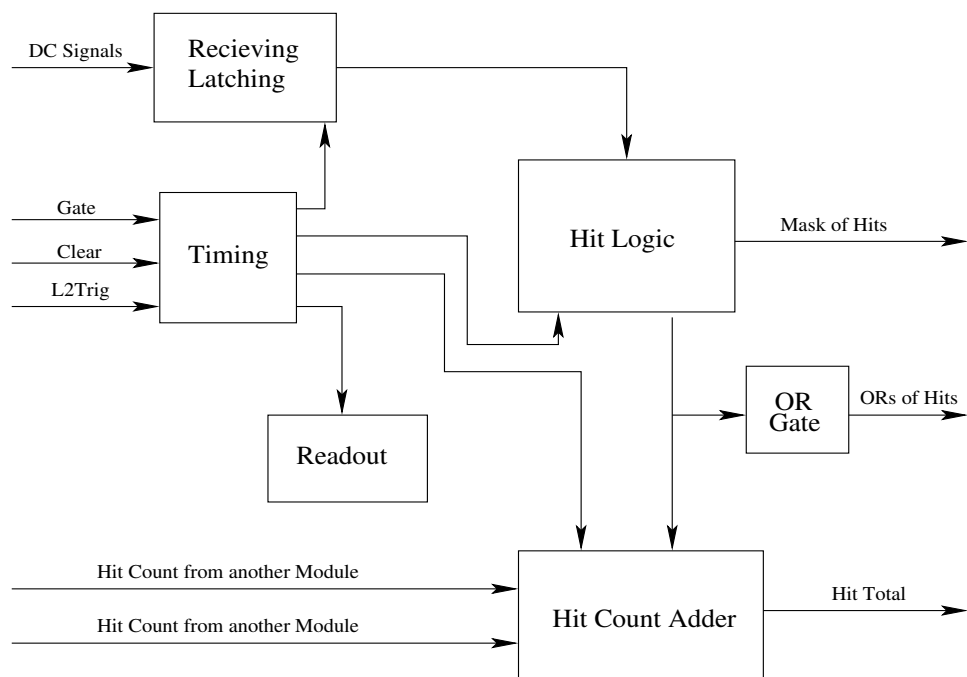 DC Signals
Recieving
Latching
Gate
Clear
L2Trig
Timing
Hit Logic
Mask of Hits
OR
Gate
ORs of Hits
Readout
Hit Count from another Module
Hit Count from another Module
Hit Count Adder
Hit Total